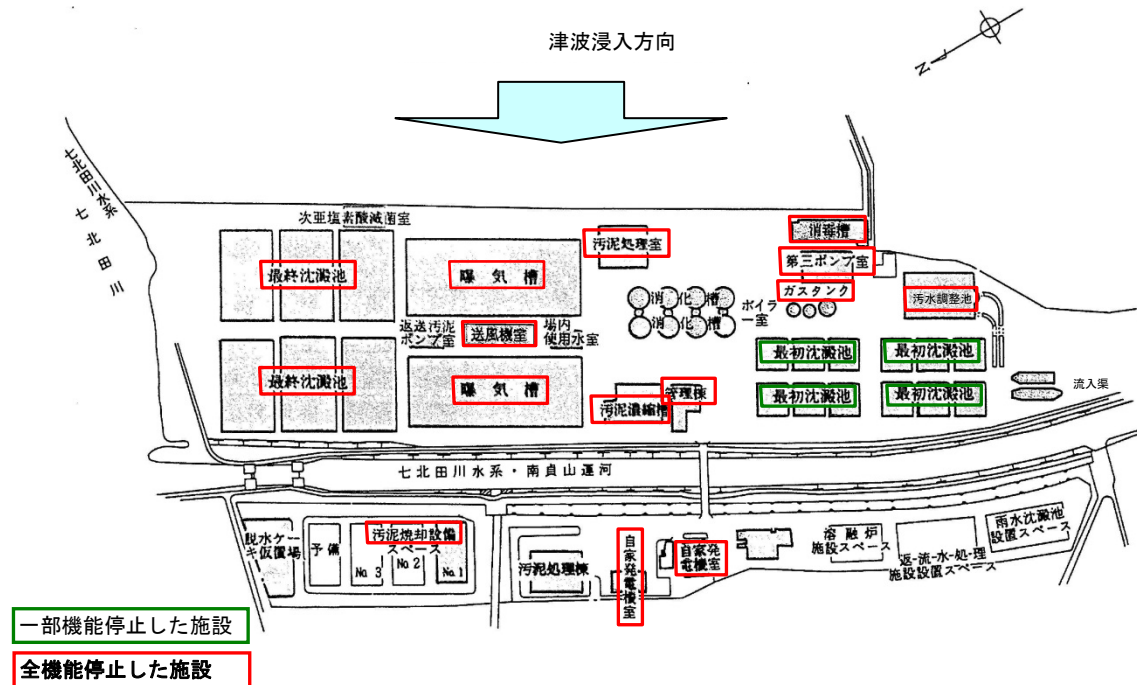 津波浸入方向
N
七北田川水系
七北田川
次亜塩素酸滅菌室
最終沈澱池
曝気槽
汚泥処理室
消毒槽
第三ポンプ室
ガスタンク
汚水調整池
消化槽
消化槽
ボイラ
ー室
返送汚泥
ポンプ室
送風機室
場内
使用水室
最初沈澱池
最初沈澱池
最終沈澱池
曝気槽
汚泥濃縮槽
管理棟
最初沈澱池
最初沈澱池
流入渠
七北田川水系・南貞山運河
脱水ケー
キ仮置場
予備
汚泥焼却設備
スペース
No.3
No.2
No.1
汚泥処理棟
自家発電機室
自家発
電機室
溶融炉
施設スペース
返-流-水-処-理
施設設置スペース
雨水沈澱池
設置スペース
一部機能停止した施設
全機能停止した施設